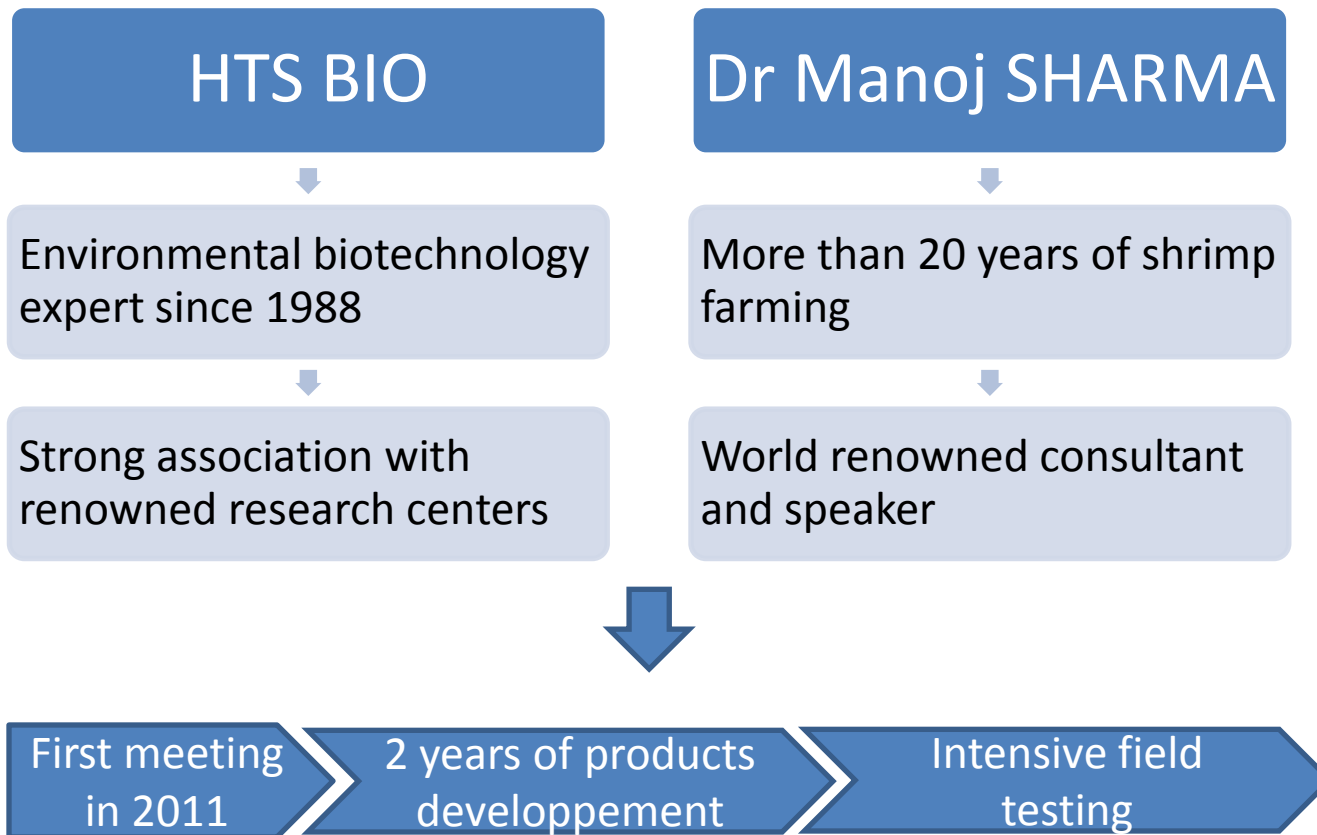 HTS BIO
Environmental biotechnology
expert since 1988
Strong association with
renowned research centers
Dr Manoj SHARMA
More than 20 years of shrimp
farming
World renowned consultant
and speaker
First meeting
in 2011
2 years of products
developpement
Intensive field
testing